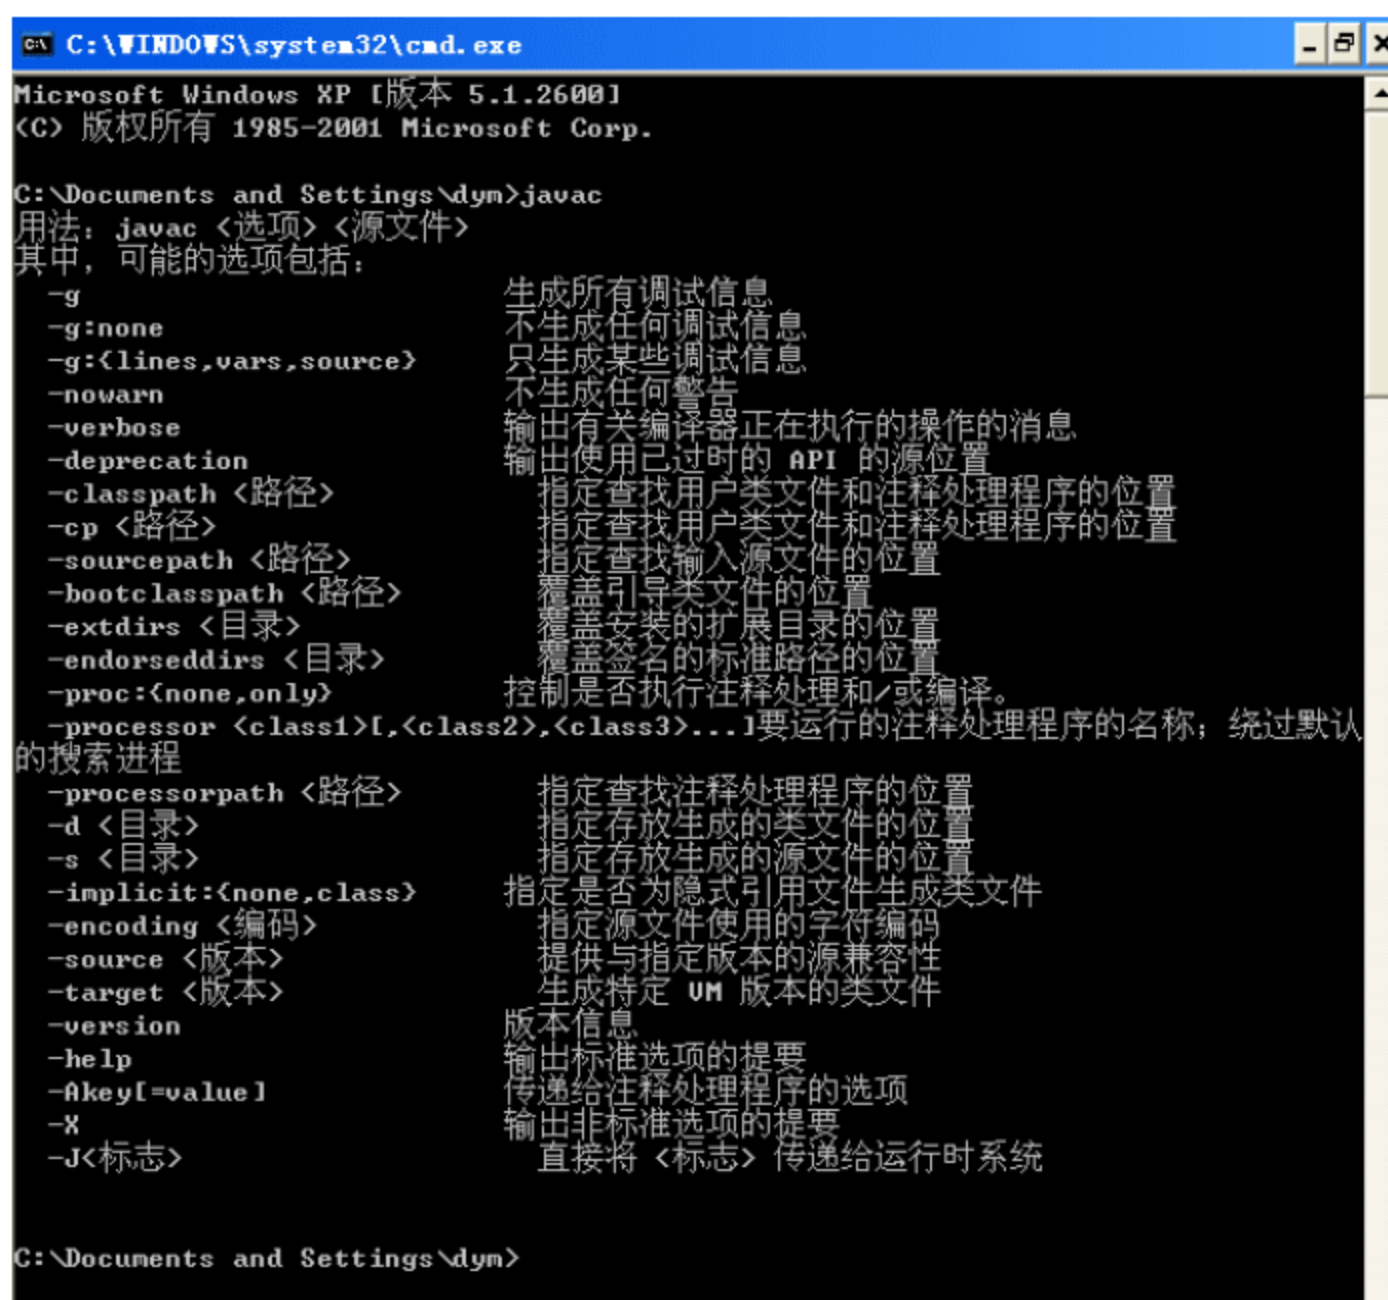 C:\WINDOWS\system32\cmd.exe
Microsoft Windows XP [版本 5.1.2600]
(C) 版权所有 1985-2001 Microsoft Corp.
C:\Documents and Settings\dym>javac
用法: javac <选项> <源文件>
其中，可能的选项包括:
-g 生成所有调试信息
-g:none 不生成任何调试信息
-g:{lines,vars,source} 只生成某些调试信息
-nowarn 不生成任何警告
-verbose 输出有关编译器正在执行的操作的消息
-deprecation 输出使用已过时的 API 的源位置
-classpath <路径> 指定查找用户类文件和注释处理程序的位置
-cp <路径> 指定查找用户类文件和注释处理程序的位置
-sourcepath <路径> 指定查找输入源文件的位置
-bootclasspath <路径> 覆盖引导类文件的位置
-extdirs <目录> 覆盖安装的扩展目录的位置
-endorseddirs <目录> 覆盖签名的标准路径的位置
-proc:{none,only} 控制是否执行注释处理和/或编译。
-processor <class1>[,<class2>,<class3>...]要运行的注释处理程序的名称；绕过默认
的搜索进程
-processorpath <路径> 指定查找注释处理程序的位置
-d <目录> 指定存放生成的类文件的位置
-s <目录> 指定存放生成的源文件的位置
-implicit:{none,class} 指定是否为隐式引用文件生成类文件
-encoding <编码> 指定源文件使用的字符编码
-source <版本> 提供与指定版本的源兼容性
-target <版本> 生成特定 VM 版本的类文件
-version 版本信息
-help 输出标准选项的提要
-Akey[=value] 传递给注释处理程序的选项
-X 输出非标准选项的提要
-J<标志> 直接将 <标志> 传递给运行时系统
C:\Documents and Settings\dym>